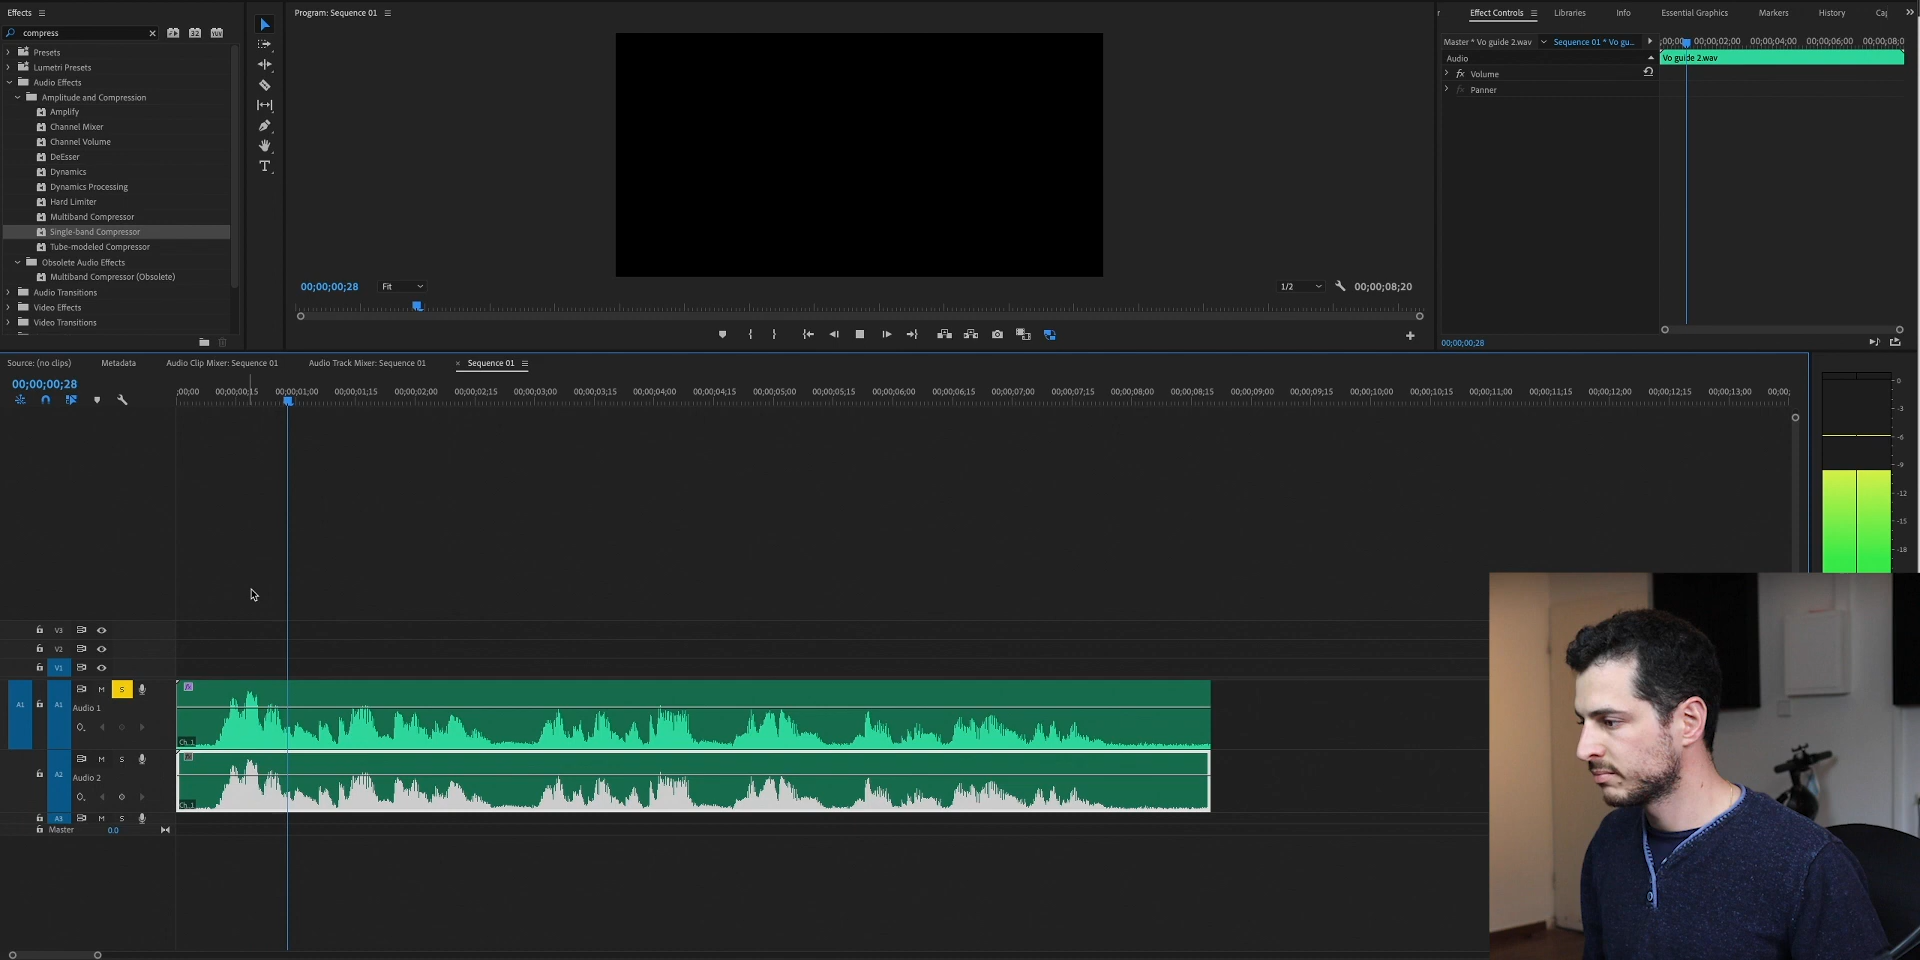 Effects
compress
Presets
Lumetri Presets
Audio Effects
Amplitude and Compression
Amplify
Channel Mixer
Channel Volume
DeEsser
Dynamics
Dynamics Processing
Hard Limiter
Multiband Compressor
Single-band Compressor
Tube-modeled Compressor
Obsolete Audio Effects
Multiband Compressor (Obsolete)
Audio Transitions
Video Effects
Video Transitions
Program: Sequence 01
00;00;00;28 Fit 1/2 00;00;08;20
Effect Controls Libraries Info Essential Graphics Markers History Caj
Master * Vo guide 2.wav Sequence 01 * Vo gu...
;00;00 00;00;02;00 00;00;04;00 00;00;06;00 00;00;08;0
Audio Vo guide 2.wav
fx Volume
fx Panner
00;00;00;28
Source: (no clips) Metadata Audio Clip Mixer: Sequence 01 Audio Track Mixer: Sequence 01 × Sequence 01
00;00;00;28
;00;00 00;00;00;15 00;00;01;00 00;00;01;15 00;00;02;00 00;00;02;15 00;00;03;00 00;00;03;15 00;00;04;00 00;00;04;15 00;00;05;00 00;00;05;15 00;00;06;00 00;00;06;15 00;00;07;00 00;00;07;15 00;00;08;00 00;00;08;15 00;00;09;00 00;00;09;15 00;00;10;00 00;00;10;15 00;00;11;00 00;00;11;15 00;00;12;00 00;00;12;15 00;00;13;00 00;00;
0
-3
-6
-9
-12
-15
-18
V3
V2
V1
M S
A1 A1 Audio 1
Ch. 1
M S
A2 Audio 2
Ch. 1
A3 M S
Master 0.0